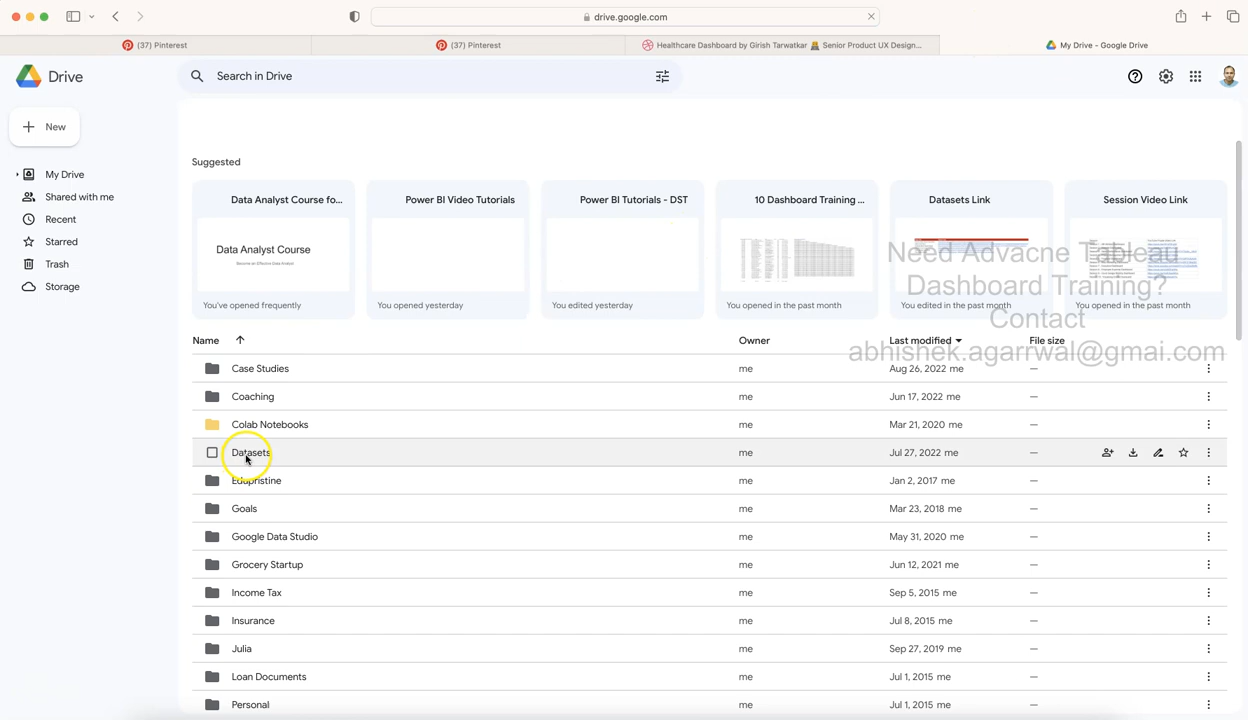 drive.google.com
(37) Pinterest
(37) Pinterest
Healthcare Dashboard by Girish Tarwatkar 👨‍💻 Senior Product UX Design...
My Drive - Google Drive
Drive
Search in Drive
New
My Drive
Shared with me
Recent
Starred
Trash
Storage
Suggested
Data Analyst Course fo...
Data Analyst Course
Become an Effective Data Analyst
You've opened frequently
Power BI Video Tutorials
You opened yesterday
Power BI Tutorials - DST
You edited yesterday
10 Dashboard Training ...
You opened in the past month
Datasets Link
You edited in the past month
Session Video Link
You opened in the past month
Need Advacne Tableau
Dashboard Training?
Contact
abhishek.agarrwal@gmai.com
Name Owner Last modified File size
Case Studies me Aug 26, 2022 me —
Coaching me Jun 17, 2022 me —
Colab Notebooks me Mar 21, 2020 me —
Datasets me Jul 27, 2022 me —
Edupristine me Jan 2, 2017 me —
Goals me Mar 23, 2018 me —
Google Data Studio me May 31, 2020 me —
Grocery Startup me Jun 12, 2021 me —
Income Tax me Sep 5, 2015 me —
Insurance me Jul 8, 2015 me —
Julia me Sep 27, 2019 me —
Loan Documents me Jul 1, 2015 me —
Personal me Jul 1, 2015 me —